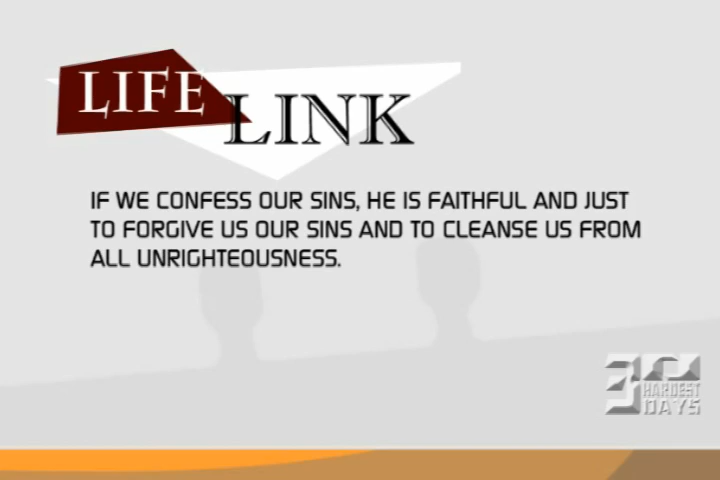 LIFE
LINK
IF WE CONFESS OUR SINS, HE IS FAITHFUL AND JUST
TO FORGIVE US OUR SINS AND TO CLEANSE US FROM
ALL UNRIGHTEOUSNESS.
30
HARDEST
DAYS